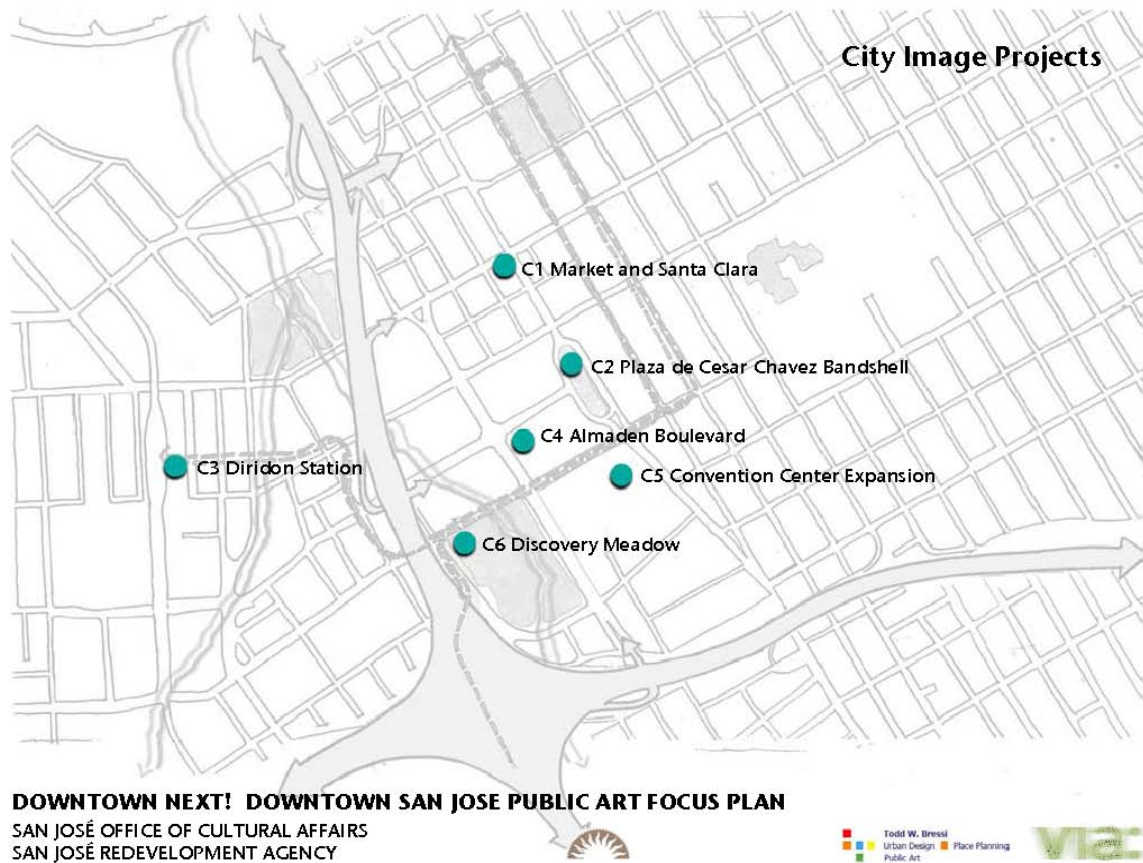 City Image Projects
C1 Market and Santa Clara
C2 Plaza de Cesar Chavez Bandshell
C4 Almaden Boulevard
C3 Diridon Station
C5 Convention Center Expansion
C6 Discovery Meadow
DOWNTOWN NEXT! DOWNTOWN SAN JOSE PUBLIC ART FOCUS PLAN
SAN JOSÉ OFFICE OF CULTURAL AFFAIRS
SAN JOSÉ REDEVELOPMENT AGENCY
Todd W. Bressi
Urban Design Place Planning
Public Art
via: